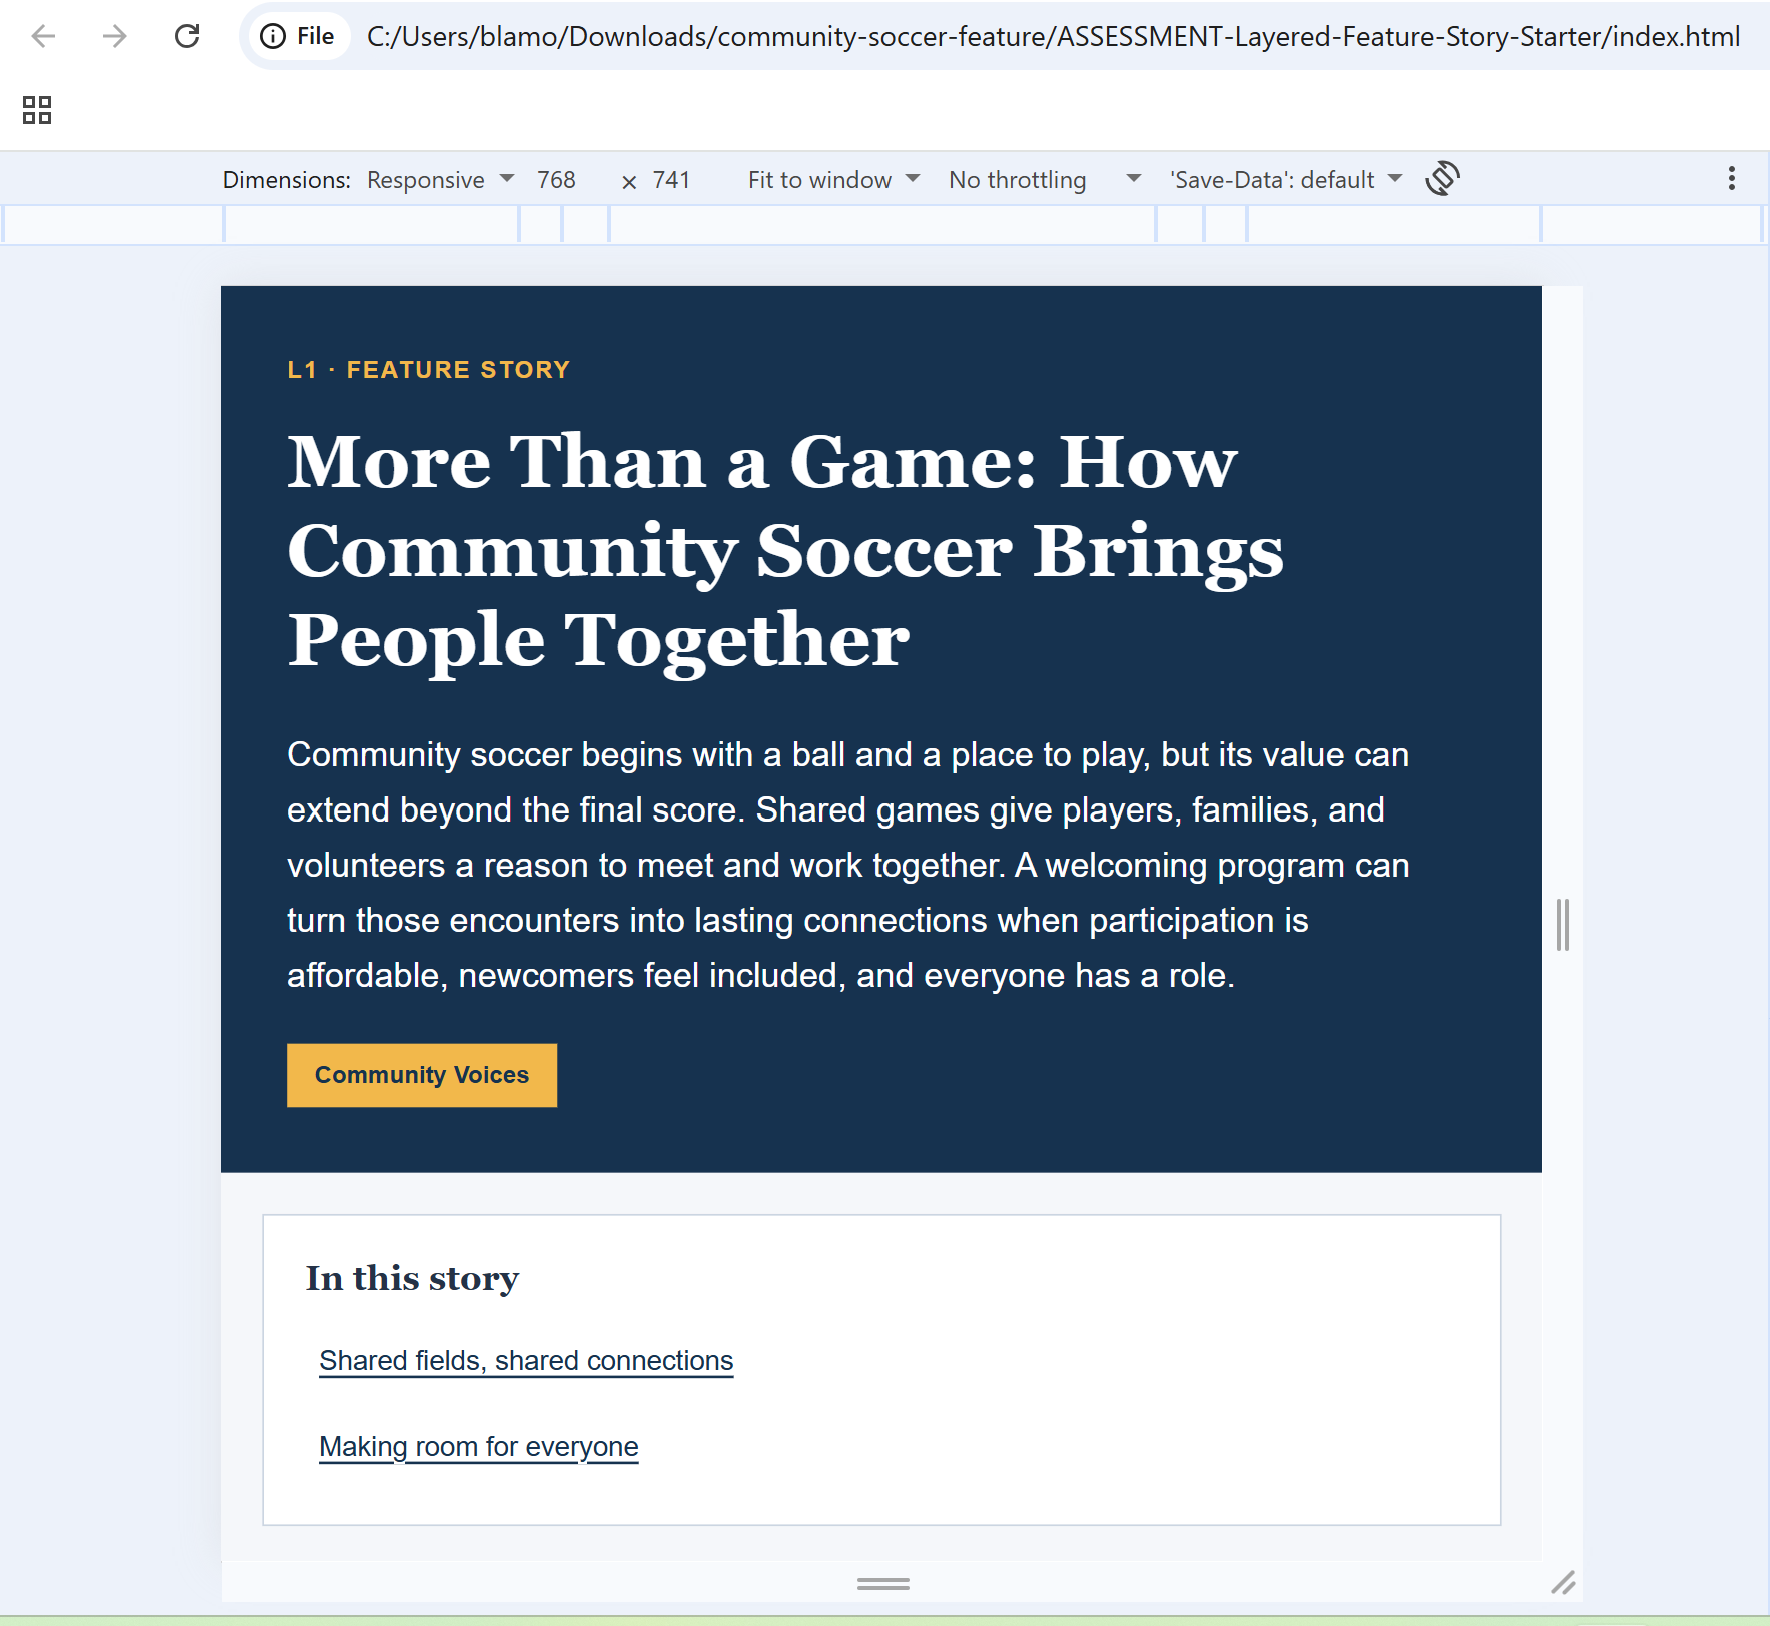 File C:/Users/blamo/Downloads/community-soccer-feature/ASSESSMENT-Layered-Feature-Story-Starter/index.html
Dimensions: Responsive 768 × 741 Fit to window No throttling 'Save-Data': default
L1 · FEATURE STORY
More Than a Game: How
Community Soccer Brings
People Together
Community soccer begins with a ball and a place to play, but its value can
extend beyond the final score. Shared games give players, families, and
volunteers a reason to meet and work together. A welcoming program can
turn those encounters into lasting connections when participation is
affordable, newcomers feel included, and everyone has a role.
Community Voices
In this story
Shared fields, shared connections
Making room for everyone